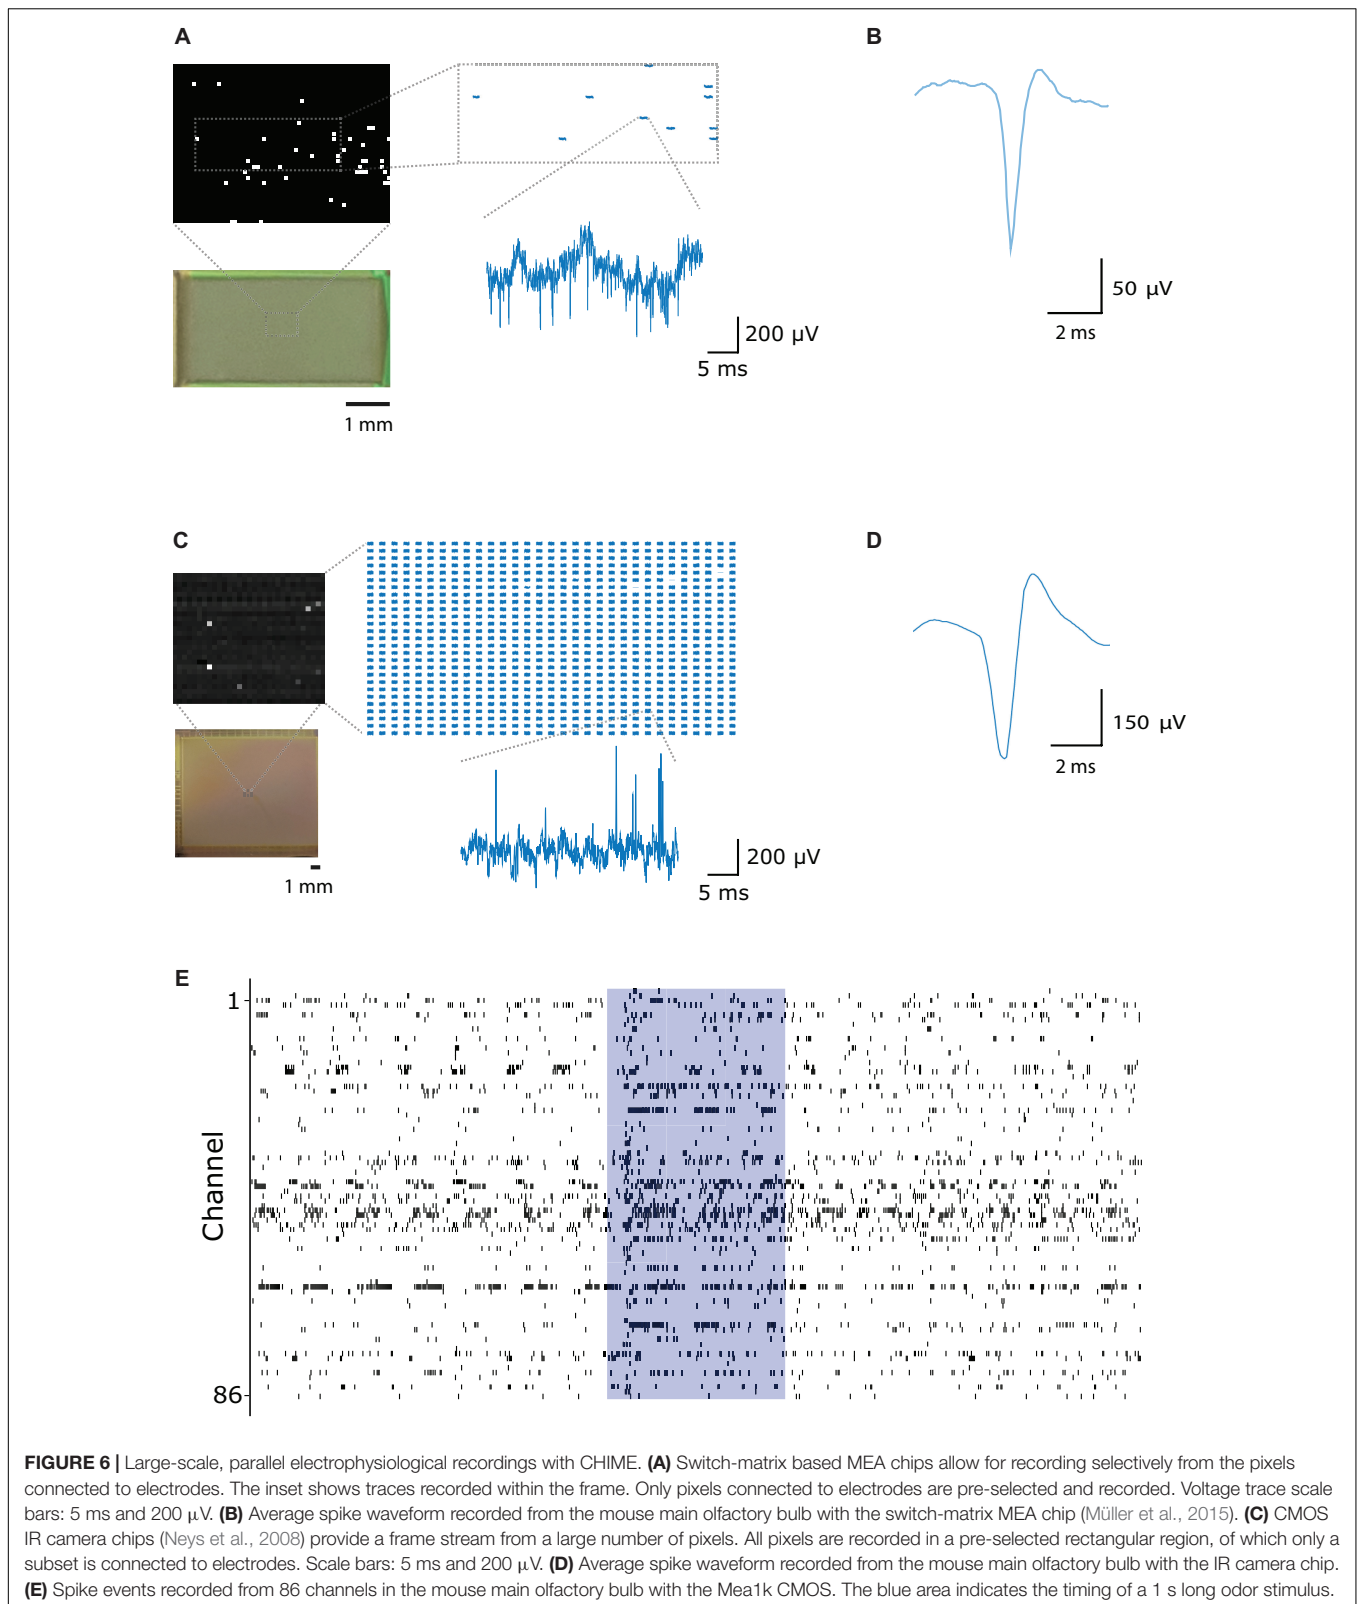 A
B
200 µV
5 ms
50 µV
2 ms
1 mm
C
D
150 µV
2 ms
200 µV
5 ms
1 mm
E
1
Channel
86
FIGURE 6 | Large-scale, parallel electrophysiological recordings with CHIME. (A) Switch-matrix based MEA chips allow for recording selectively from the pixels
connected to electrodes. The inset shows traces recorded within the frame. Only pixels connected to electrodes are pre-selected and recorded. Voltage trace scale
bars: 5 ms and 200 µV. (B) Average spike waveform recorded from the mouse main olfactory bulb with the switch-matrix MEA chip (Müller et al., 2015). (C) CMOS
IR camera chips (Neys et al., 2008) provide a frame stream from a large number of pixels. All pixels are recorded in a pre-selected rectangular region, of which only a
subset is connected to electrodes. Scale bars: 5 ms and 200 µV. (D) Average spike waveform recorded from the mouse main olfactory bulb with the IR camera chip.
(E) Spike events recorded from 86 channels in the mouse main olfactory bulb with the Mea1k CMOS. The blue area indicates the timing of a 1 s long odor stimulus.